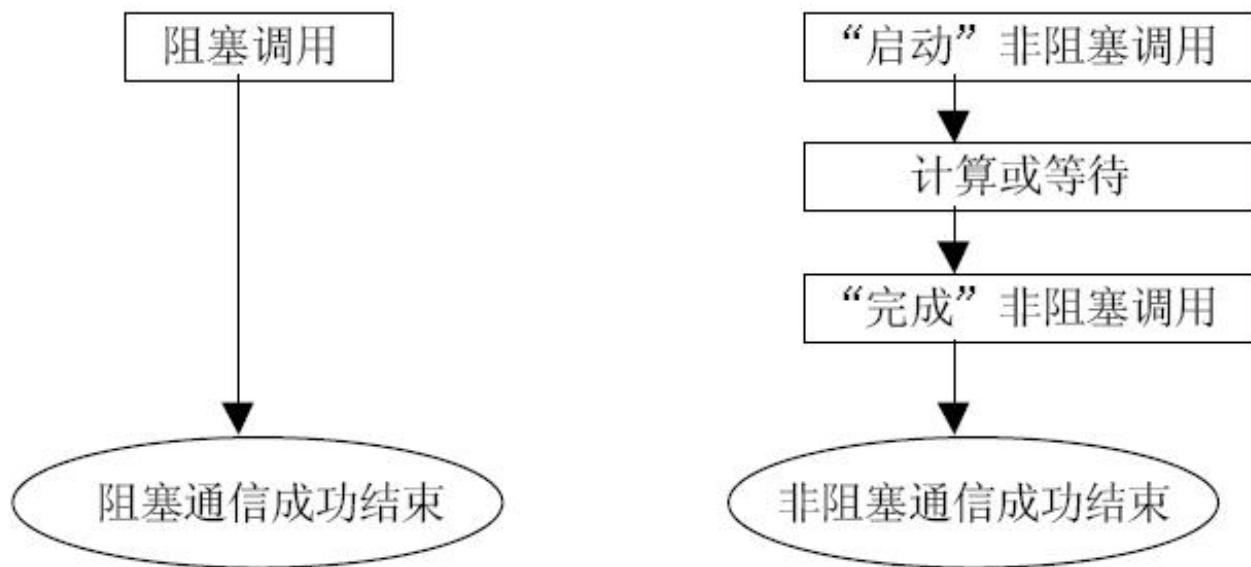 阻塞调用
“启动”非阻塞调用
计算或等待
“完成”非阻塞调用
阻塞通信成功结束
非阻塞通信成功结束